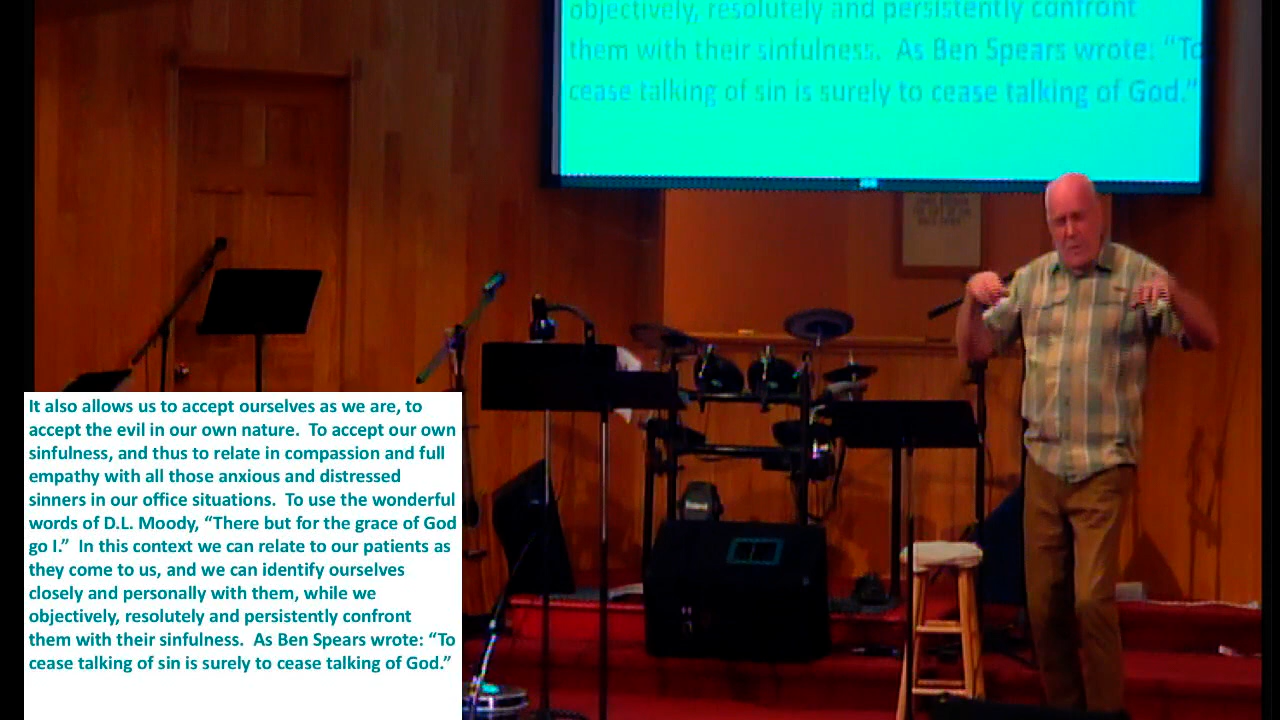 objectively, resolutely and persistently confront
them with their sinfulness.  As Ben Spears wrote: “To
cease talking of sin is surely to cease talking of God.”
It also allows us to accept ourselves as we are, to
accept the evil in our own nature.  To accept our own
sinfulness, and thus to relate in compassion and full
empathy with all those anxious and distressed
sinners in our office situations.  To use the wonderful
words of D.L. Moody, “There but for the grace of God
go I.”  In this context we can relate to our patients as
they come to us, and we can identify ourselves
closely and personally with them, while we
objectively, resolutely and persistently confront
them with their sinfulness.  As Ben Spears wrote: “To
cease talking of sin is surely to cease talking of God.”
Roland